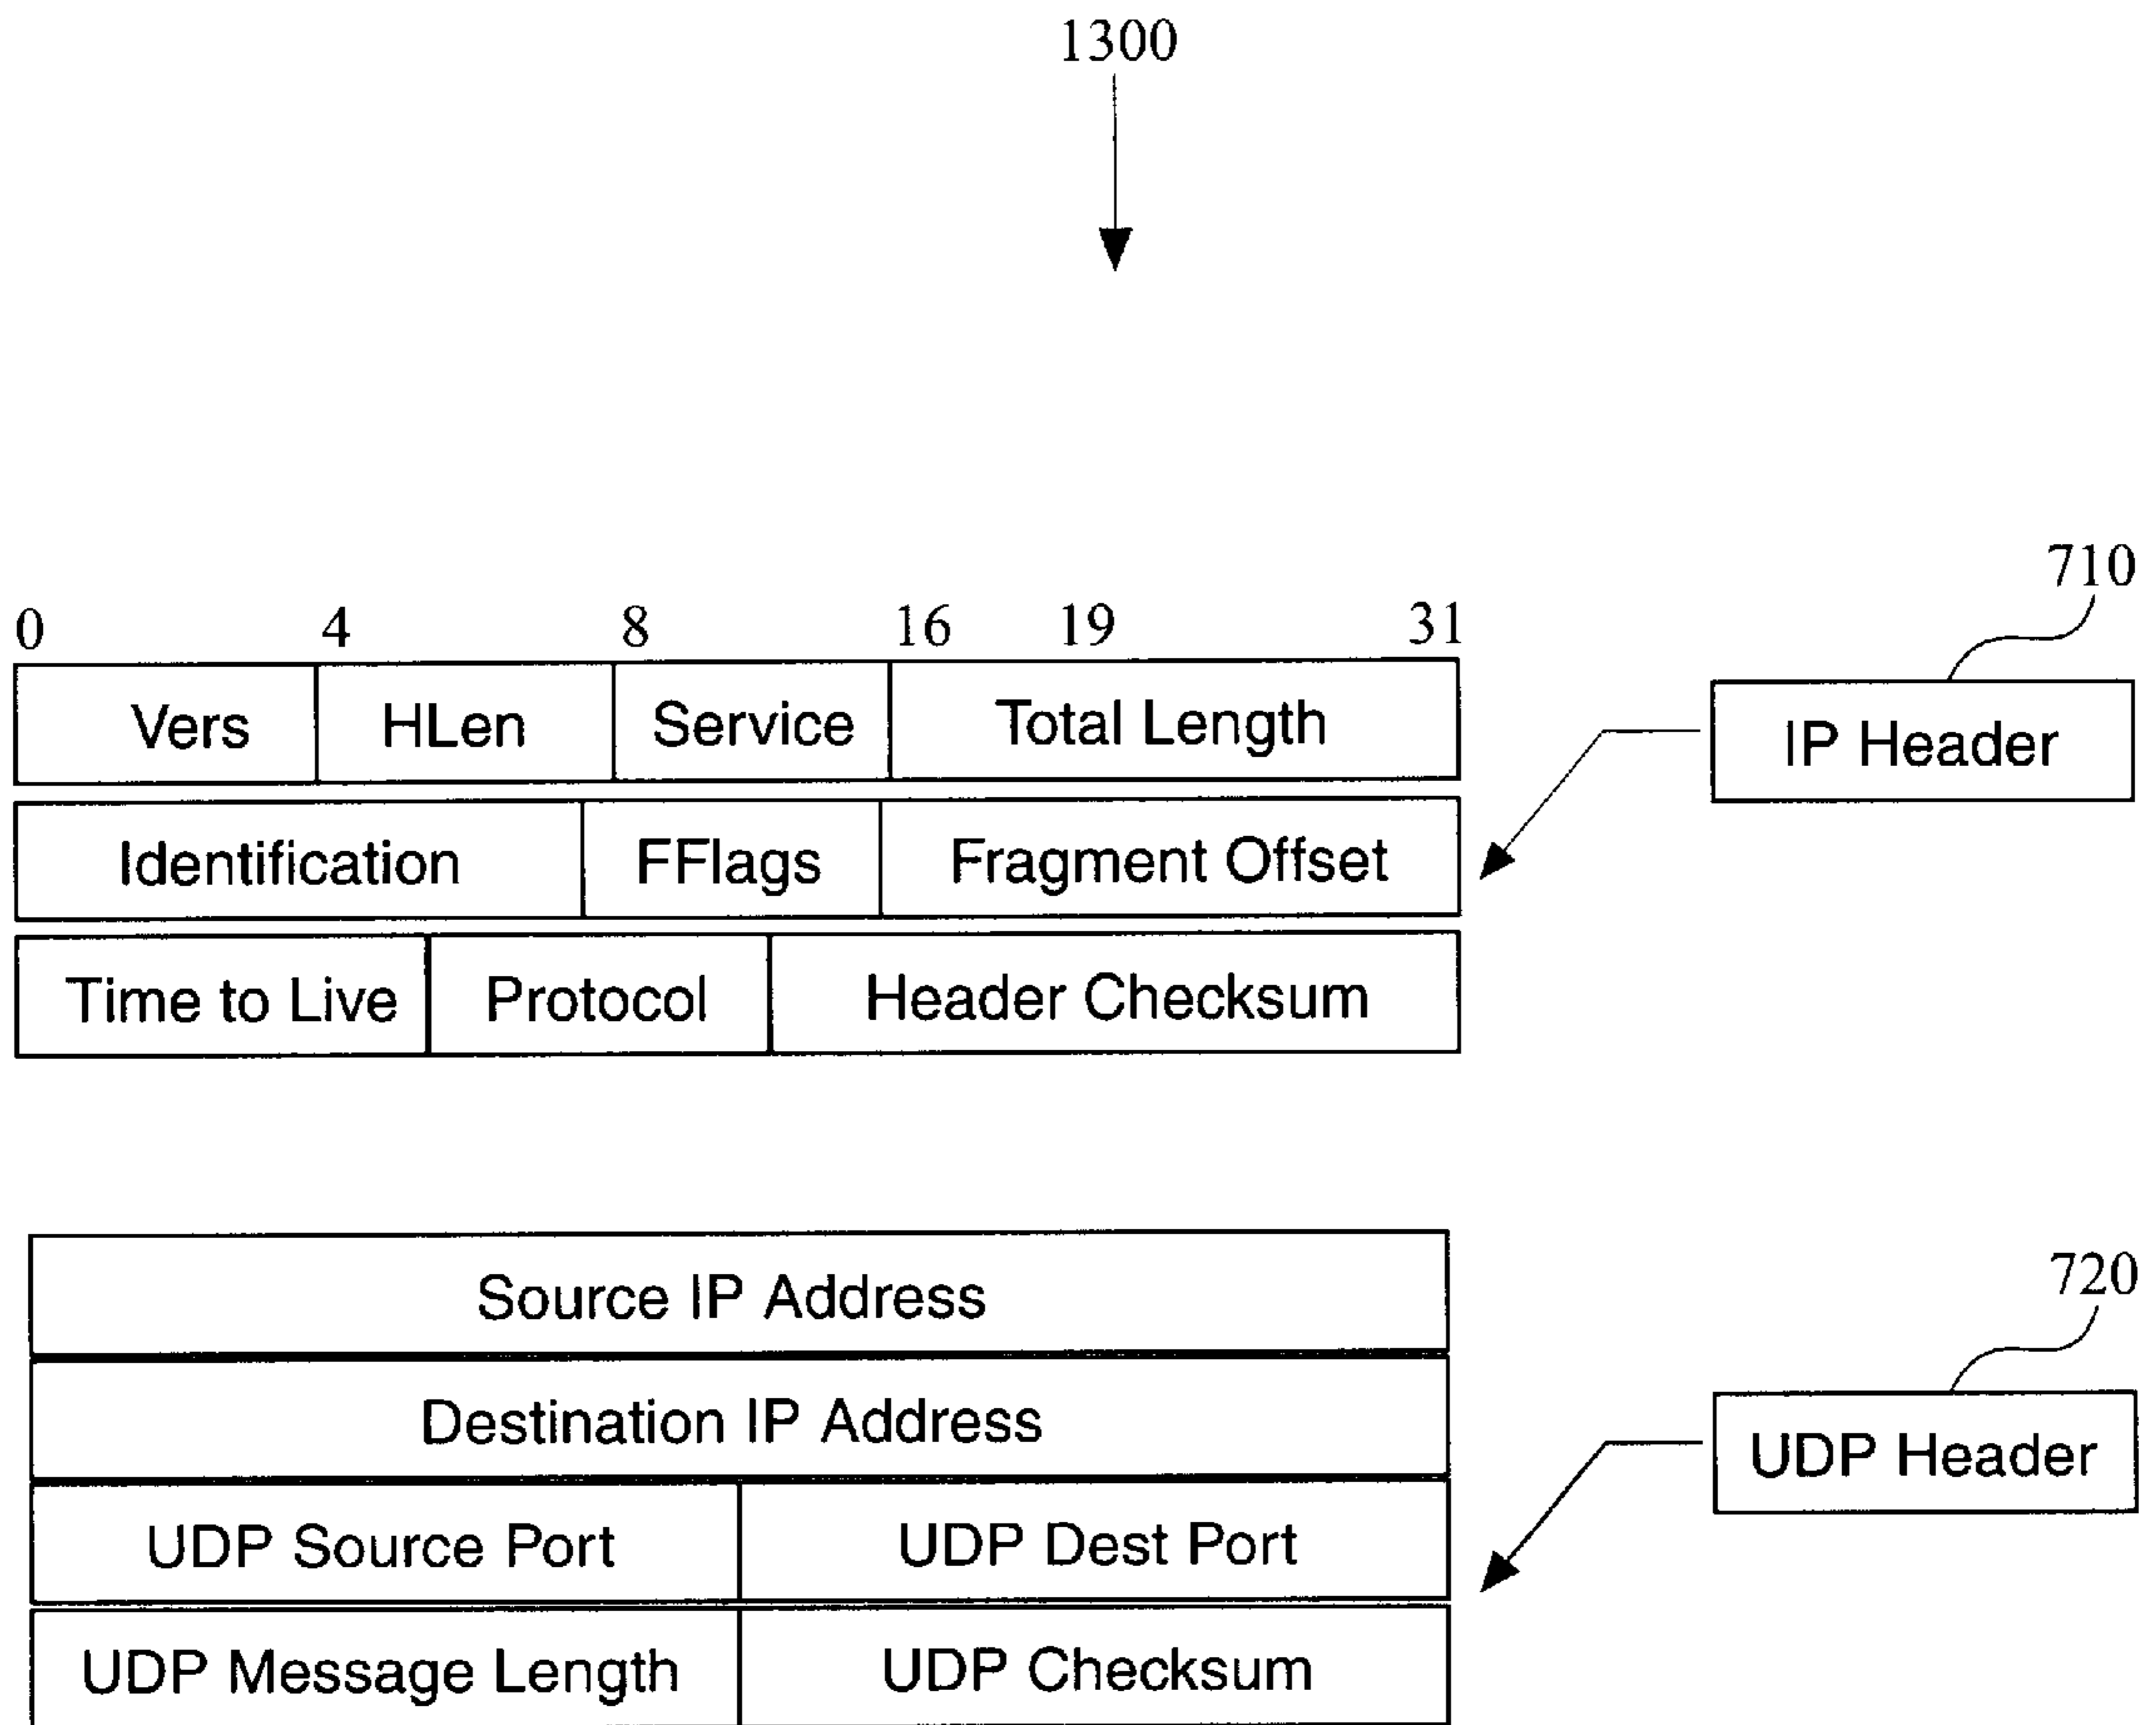 1300
710
0 4 8 16 19 31
Vers HLen Service Total Length
IP Header
Identification FFlags Fragment Offset
Time to Live Protocol Header Checksum
Source IP Address
720
Destination IP Address
UDP Header
UDP Source Port UDP Dest Port
UDP Message Length UDP Checksum